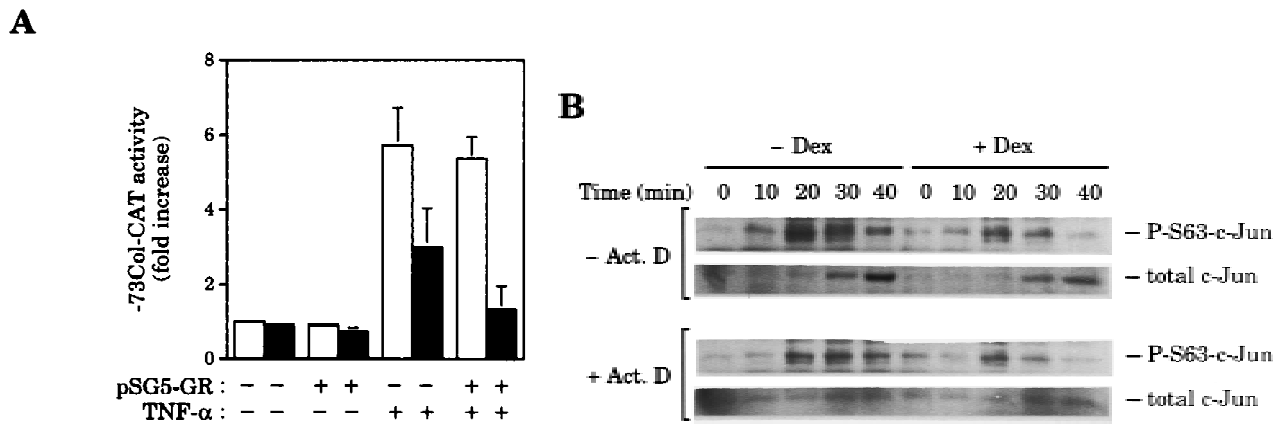 A
8
6
4
2
0
-73Col-CAT activity
(fold increase)
pSG5-GR : – – + + – – + +
TNF-α : – – – – + + + +
B
– Dex + Dex
Time (min) 0 10 20 30 40 0 10 20 30 40
– Act. D
– P-S63-c-Jun
– total c-Jun
+ Act. D
– P-S63-c-Jun
– total c-Jun